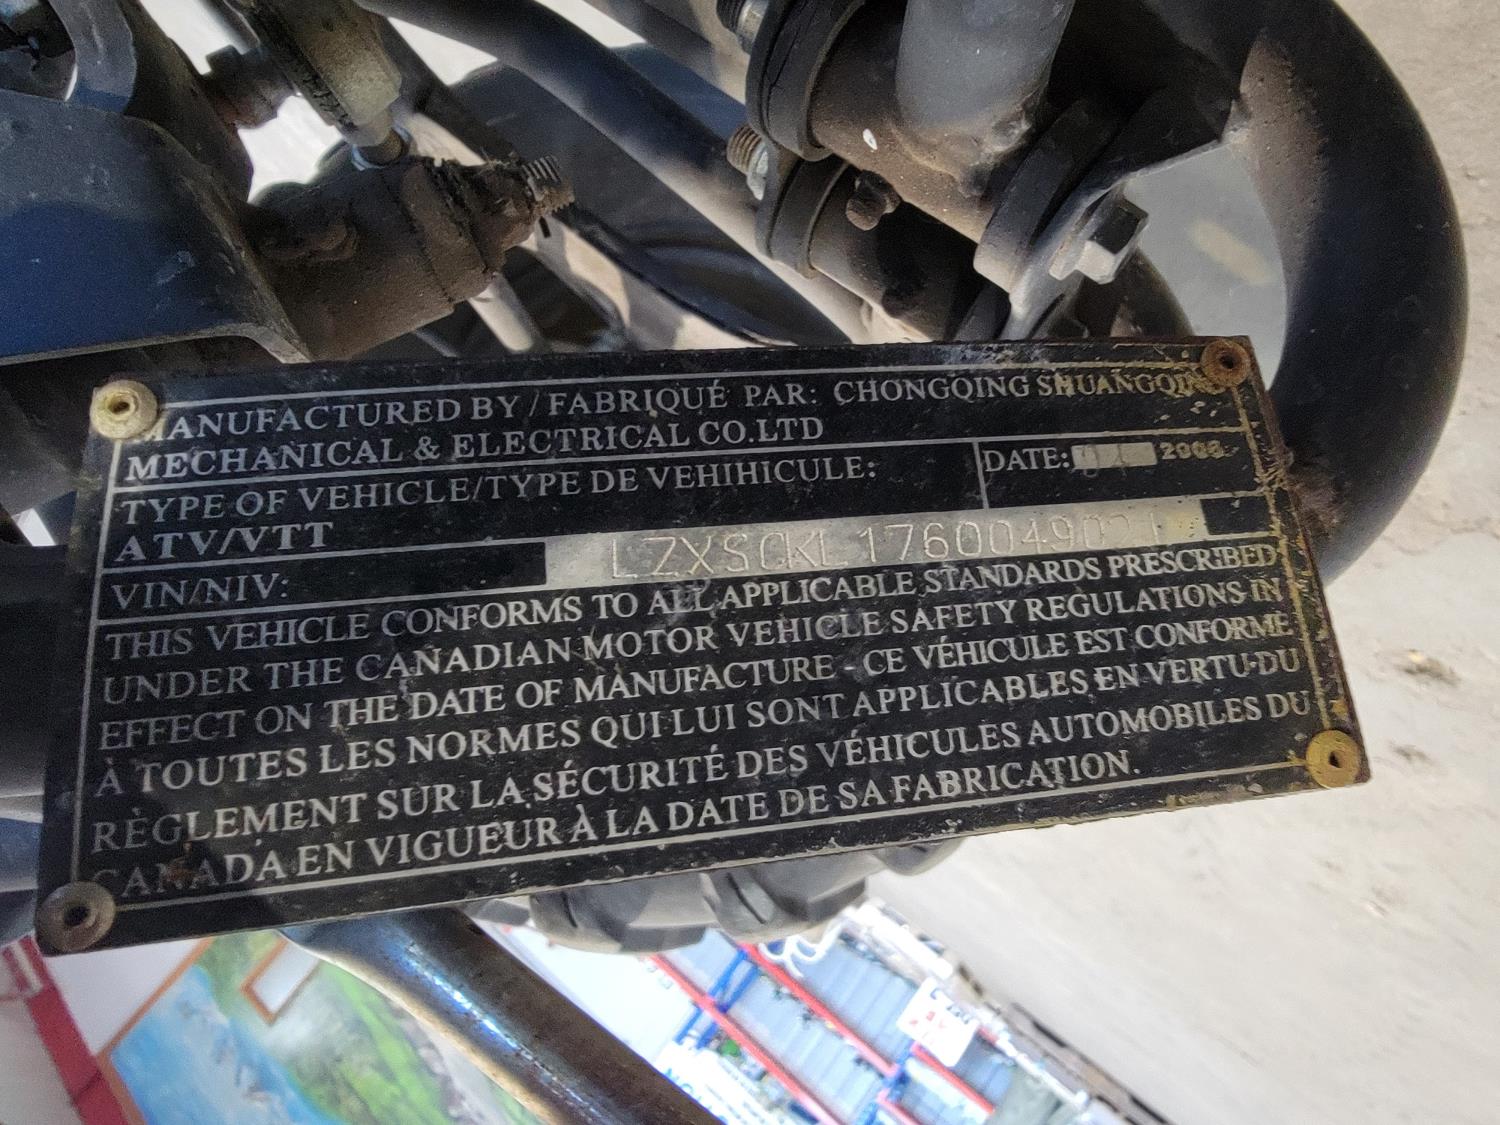 MANUFACTURED BY / FABRIQUÉ PAR: CHONGQING SHUANGQING
MECHANICAL & ELECTRICAL CO.LTD
TYPE OF VEHICLE/TYPE DE VEHIHICULE:
ATV/VTT
DATE: 2008
VIN/NIV: LZXSCKL1760049021
THIS VEHICLE CONFORMS TO ALL APPLICABLE STANDARDS PRESCRIBED
UNDER THE CANADIAN MOTOR VEHICLE SAFETY REGULATIONS IN
EFFECT ON THE DATE OF MANUFACTURE - CE VÉHICULE EST CONFORME
À TOUTES LES NORMES QUI LUI SONT APPLICABLES EN VERTU DU
RÈGLEMENT SUR LA SÉCURITÉ DES VÉHICULES AUTOMOBILES DU
CANADA EN VIGUEUR À LA DATE DE SA FABRICATION.